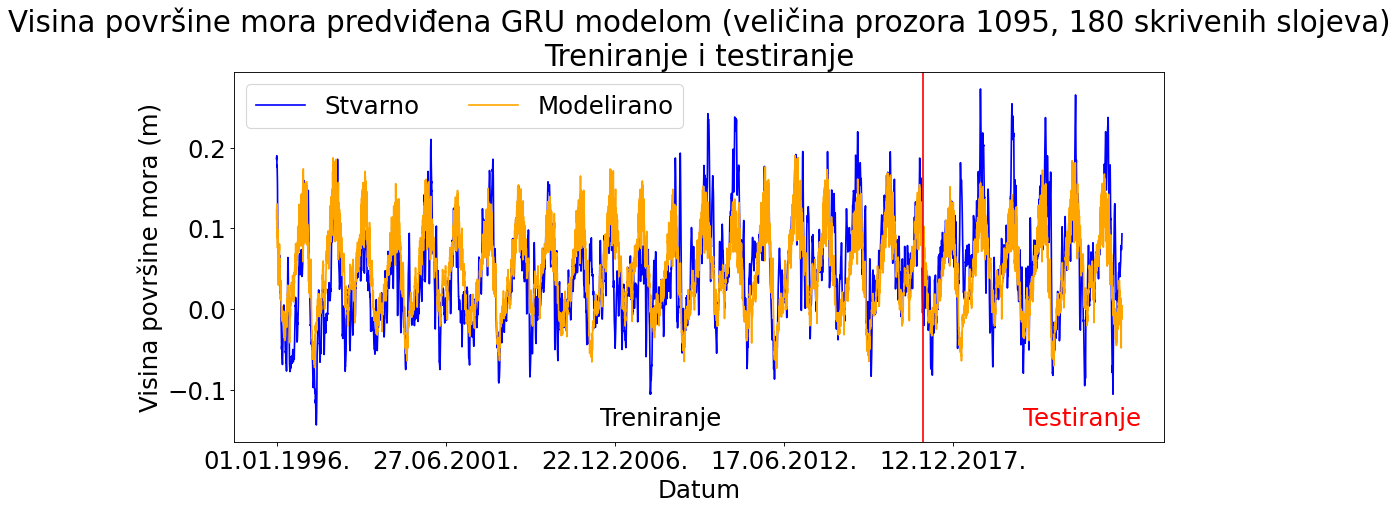 Visina površine mora predviđena GRU modelom (veličina prozora 1095, 180 skrivenih slojeva)
Treniranje i testiranje
Stvarno
Modelirano
Visina površine mora (m)
0.2
0.1
0.0
−0.1
Treniranje
Testiranje
01.01.1996.
27.06.2001.
22.12.2006.
17.06.2012.
12.12.2017.
Datum